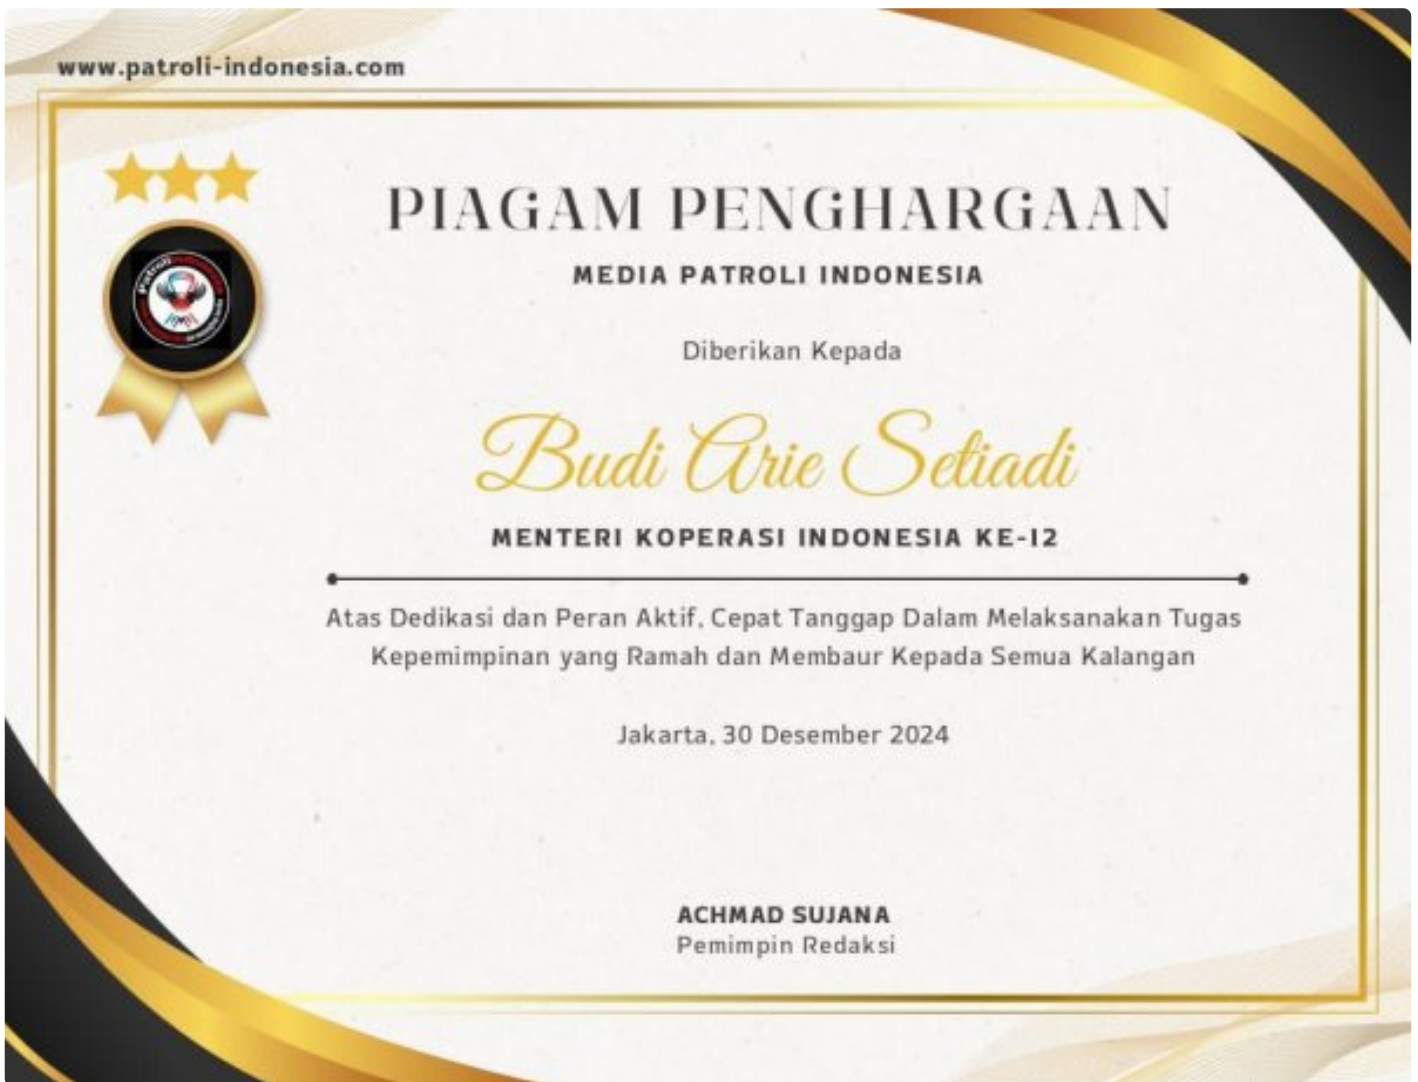 www.patroli-indonesia.com
PIAGAM PENGHARGAAN
MEDIA PATROLI INDONESIA
Diberikan Kepada
Budi Arie Setiadi
MENTERI KOPERASI INDONESIA KE-12
Atas Dedikasi dan Peran Aktif, Cepat Tanggap Dalam Melaksanakan Tugas
Kepemimpinan yang Ramah dan Membaur Kepada Semua Kalangan
Jakarta, 30 Desember 2024
ACHMAD SUJANA
Pemimpin Redaksi